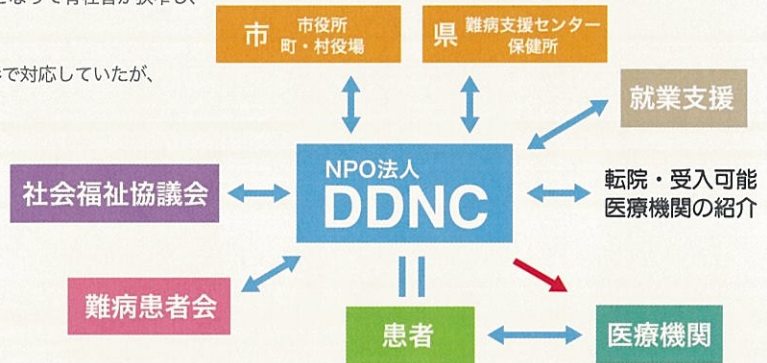 で対応していたが、
市 市役所
町・村役場
県 難病支援センター
保健所
就業支援
NPO法人
DDNC
社会福祉協議会
転院・受入可能
医療機関の紹介
難病患者会
患者
医療機関